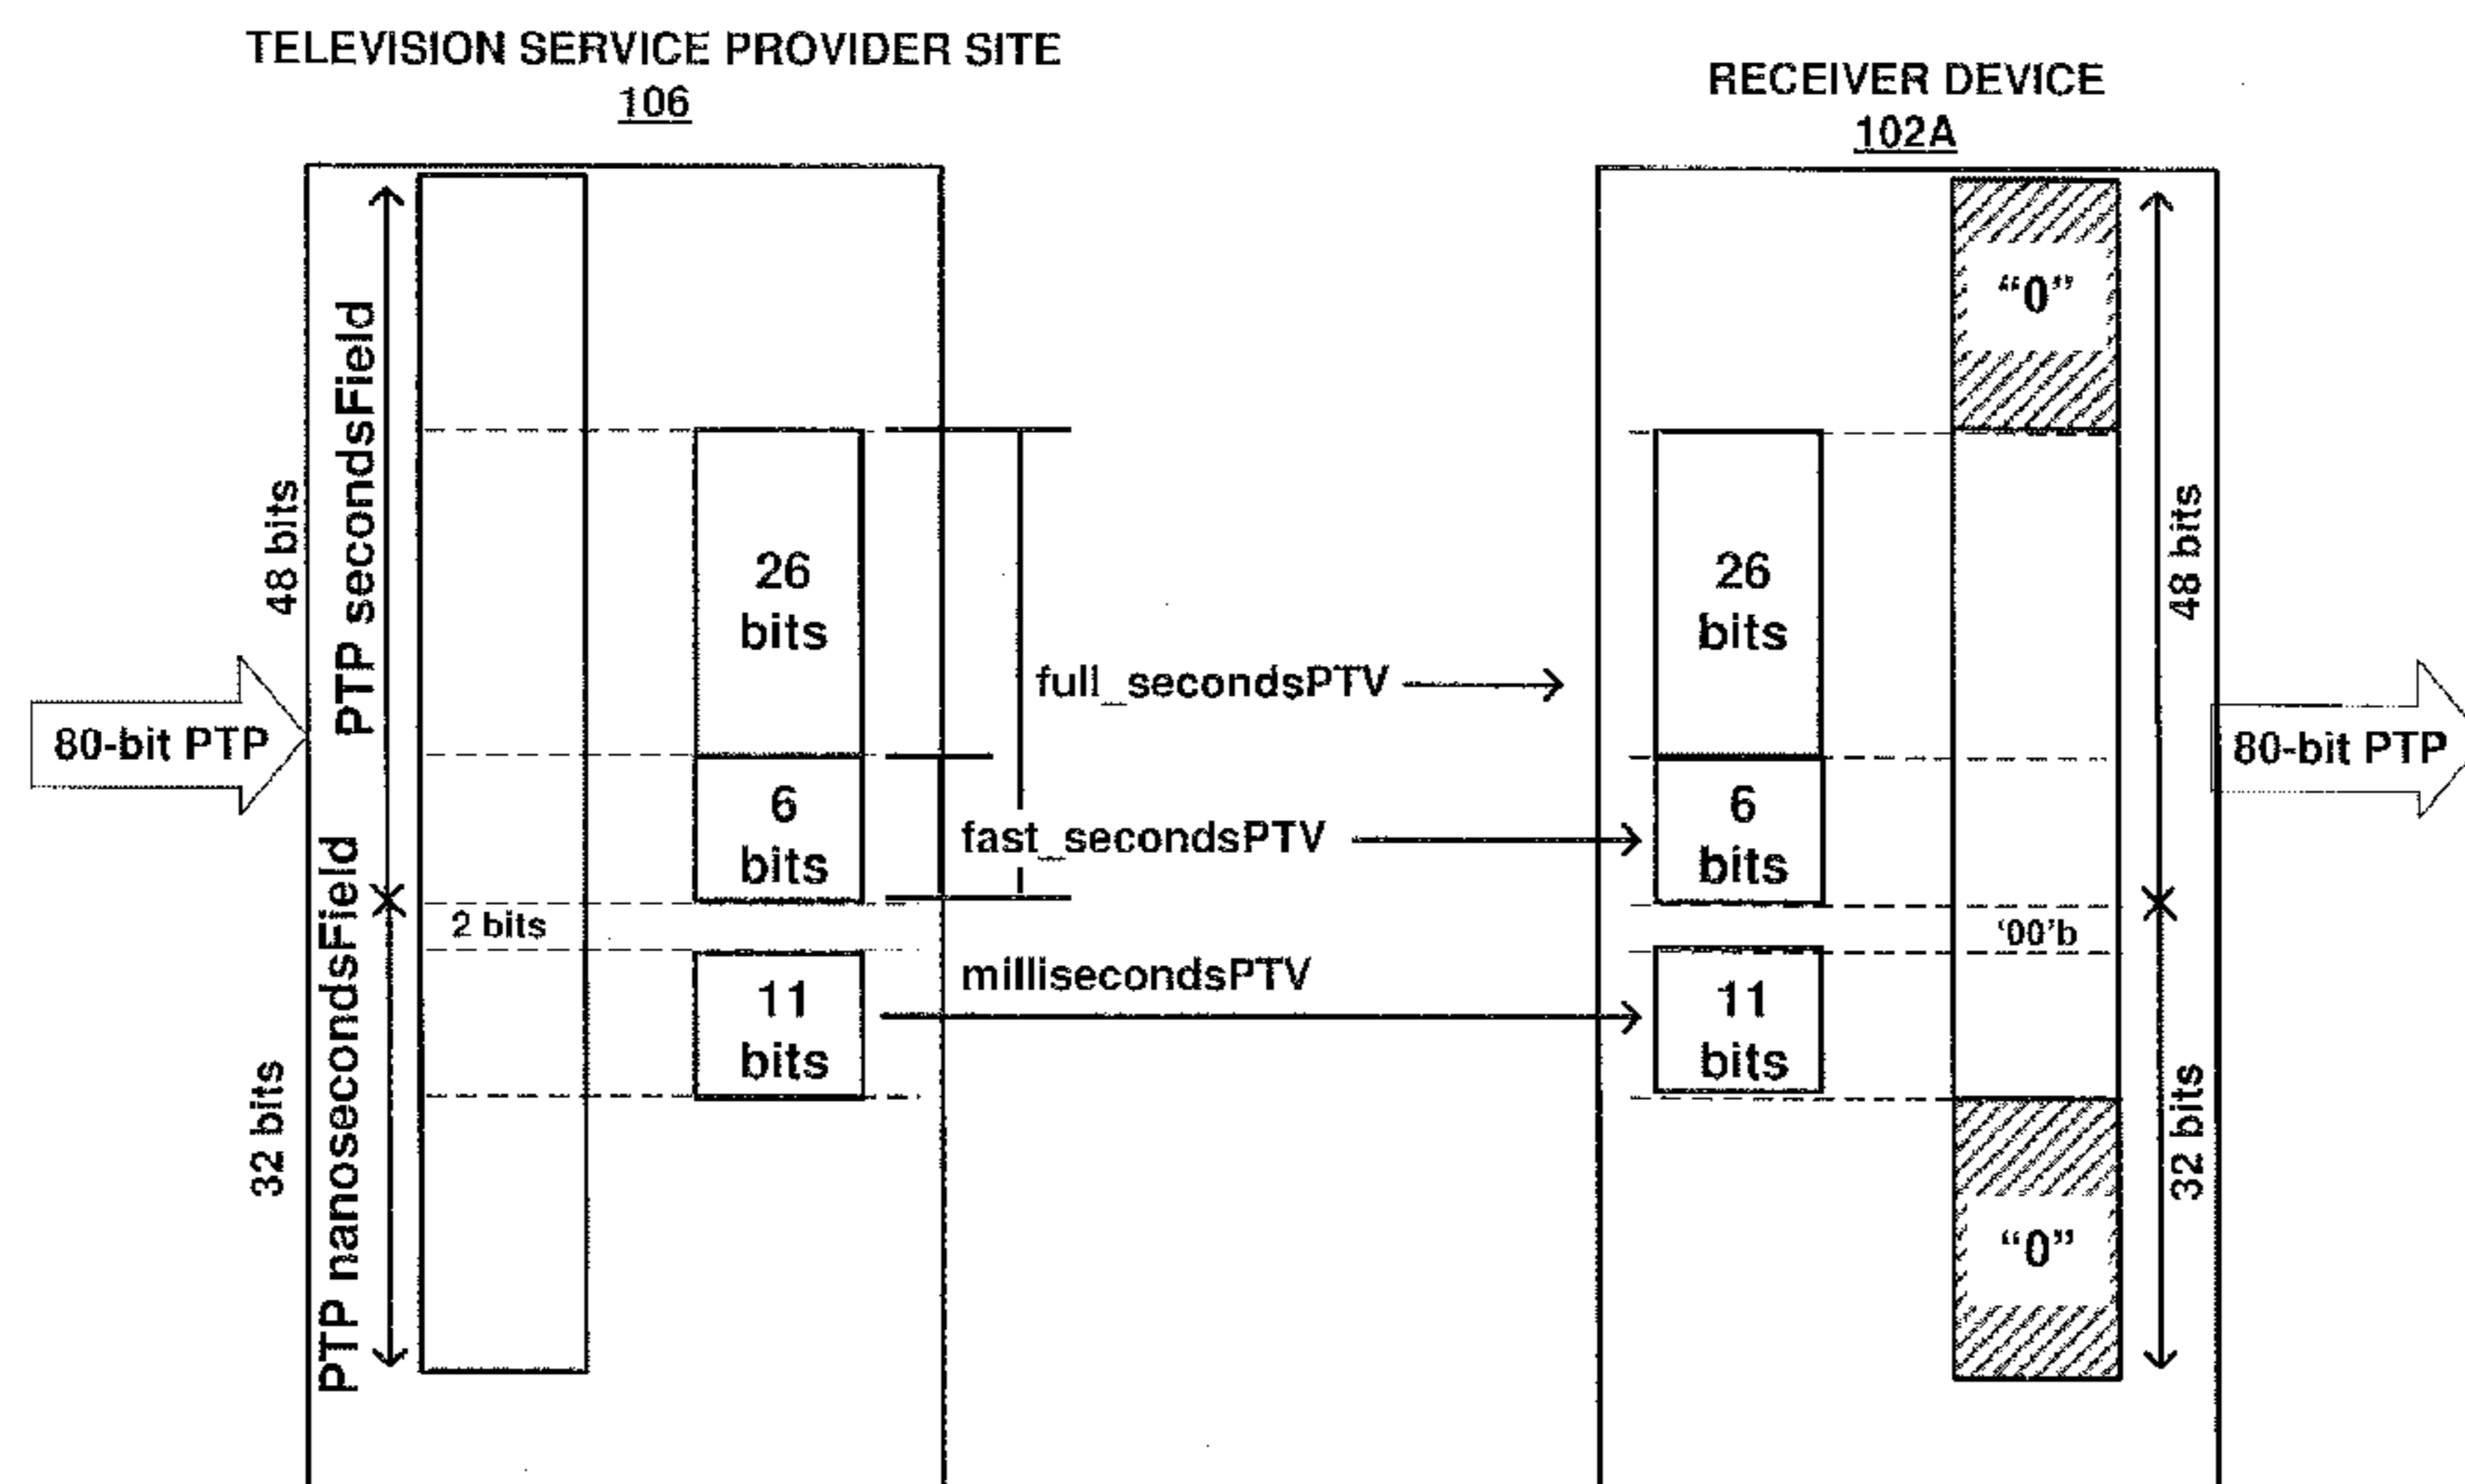 TELEVISION SERVICE PROVIDER SITE
106
RECEIVER DEVICE
102A
80-bit PTP
48 bits
PTP secondsField
32 bits
PTP nanosecondsField
2 bits
26
bits
6
bits
11
bits
full_secondsPTV
fast_secondsPTV
millisecondsPTV
26
bits
6
bits
11
bits
“0”
‘00’b
“0”
48 bits
32 bits
80-bit PTP